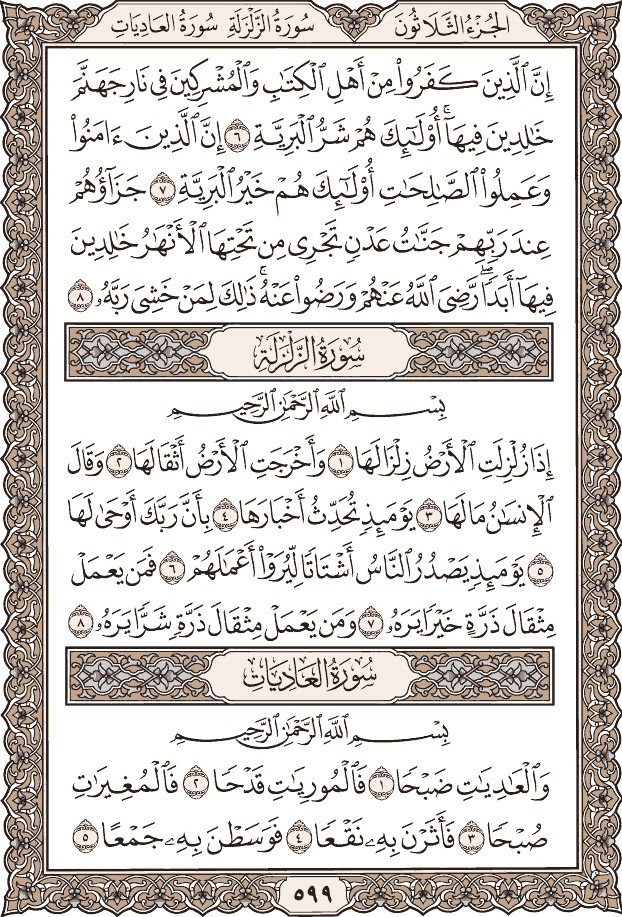 الجُزْءُ الثَّلَاثُونَ سُورَةُ الزَّلْزَلَةِ سُورَةُ العَادِيَاتِ
إِنَّ ٱلَّذِينَ كَفَرُواْ مِنْ أَهْلِ ٱلْكِتَٰبِ وَٱلْمُشْرِكِينَ فِي نَارِ جَهَنَّمَ
خَٰلِدِينَ فِيهَآۚ أُوْلَٰٓئِكَ هُمْ شَرُّ ٱلْبَرِيَّةِ ٦ إِنَّ ٱلَّذِينَ ءَامَنُواْ
وَعَمِلُواْ ٱلصَّٰلِحَٰتِ أُوْلَٰٓئِكَ هُمْ خَيْرُ ٱلْبَرِيَّةِ ٧ جَزَآؤُهُمْ
عِندَ رَبِّهِمْ جَنَّٰتُ عَدْنٖ تَجْرِي مِن تَحْتِهَا ٱلْأَنْهَٰرُ خَٰلِدِينَ
فِيهَآ أَبَدٗاۖ رَّضِيَ ٱللَّهُ عَنْهُمْ وَرَضُواْ عَنْهُۚ ذَٰلِكَ لِمَنْ خَشِيَ رَبَّهُۥ ٨
سُورَةُ الزَّلْزَلَةِ
بِسْمِ ٱللَّهِ ٱلرَّحْمَٰنِ ٱلرَّحِيمِ
إِذَا زُلْزِلَتِ ٱلْأَرْضُ زِلْزَالَهَا ١ وَأَخْرَجَتِ ٱلْأَرْضُ أَثْقَالَهَا ٢ وَقَالَ
ٱلْإِنسَٰنُ مَا لَهَا ٣ يَوْمَئِذٖ تُحَدِّثُ أَخْبَارَهَا ٤ بِأَنَّ رَبَّكَ أَوْحَىٰ لَهَا
٥ يَوْمَئِذٖ يَصْدُرُ ٱلنَّاسُ أَشْتَاتٗا لِّيُرَوْاْ أَعْمَٰلَهُمْ ٦ فَمَن يَعْمَلْ
مِثْقَالَ ذَرَّةٍ خَيْرٗا يَرَهُۥ ٧ وَمَن يَعْمَلْ مِثْقَالَ ذَرَّةٖ شَرّٗا يَرَهُۥ ٨
سُورَةُ العَادِيَاتِ
بِسْمِ ٱللَّهِ ٱلرَّحْمَٰنِ ٱلرَّحِيمِ
وَٱلْعَٰدِيَٰتِ ضَبْحٗا ١ فَٱلْمُورِيَٰتِ قَدْحٗا ٢ فَٱلْمُغِيرَٰتِ
صُبْحٗا ٣ فَأَثَرْنَ بِهِۦ نَقْعٗا ٤ فَوَسَطْنَ بِهِۦ جَمْعًا ٥
٥٩٩